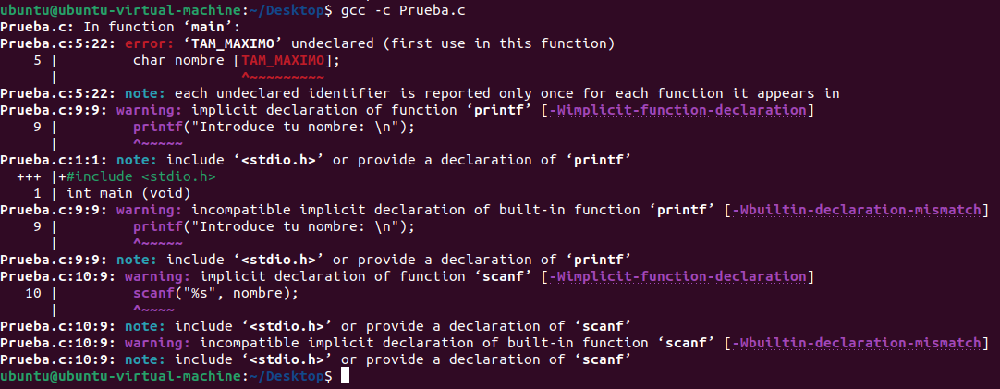 ubuntu@ubuntu-virtual-machine:~/Desktop$ gcc -c Prueba.c
Prueba.c: In function ‘main’:
Prueba.c:5:22: error: ‘TAM_MAXIMO’ undeclared (first use in this function)
    5 |         char nombre [TAM_MAXIMO];
      |                      ^~~~~~~~~~
Prueba.c:5:22: note: each undeclared identifier is reported only once for each function it appears in
Prueba.c:9:9: warning: implicit declaration of function ‘printf’ [-Wimplicit-function-declaration]
    9 |         printf("Introduce tu nombre: \n");
      |         ^~~~~~
Prueba.c:1:1: note: include ‘<stdio.h>’ or provide a declaration of ‘printf’
  +++ |+#include <stdio.h>
    1 | int main (void)
Prueba.c:9:9: warning: incompatible implicit declaration of built-in function ‘printf’ [-Wbuiltin-declaration-mismatch]
    9 |         printf("Introduce tu nombre: \n");
      |         ^~~~~~
Prueba.c:9:9: note: include ‘<stdio.h>’ or provide a declaration of ‘printf’
Prueba.c:10:9: warning: implicit declaration of function ‘scanf’ [-Wimplicit-function-declaration]
   10 |         scanf("%s", nombre);
      |         ^~~~~
Prueba.c:10:9: note: include ‘<stdio.h>’ or provide a declaration of ‘scanf’
Prueba.c:10:9: warning: incompatible implicit declaration of built-in function ‘scanf’ [-Wbuiltin-declaration-mismatch]
Prueba.c:10:9: note: include ‘<stdio.h>’ or provide a declaration of ‘scanf’
ubuntu@ubuntu-virtual-machine:~/Desktop$